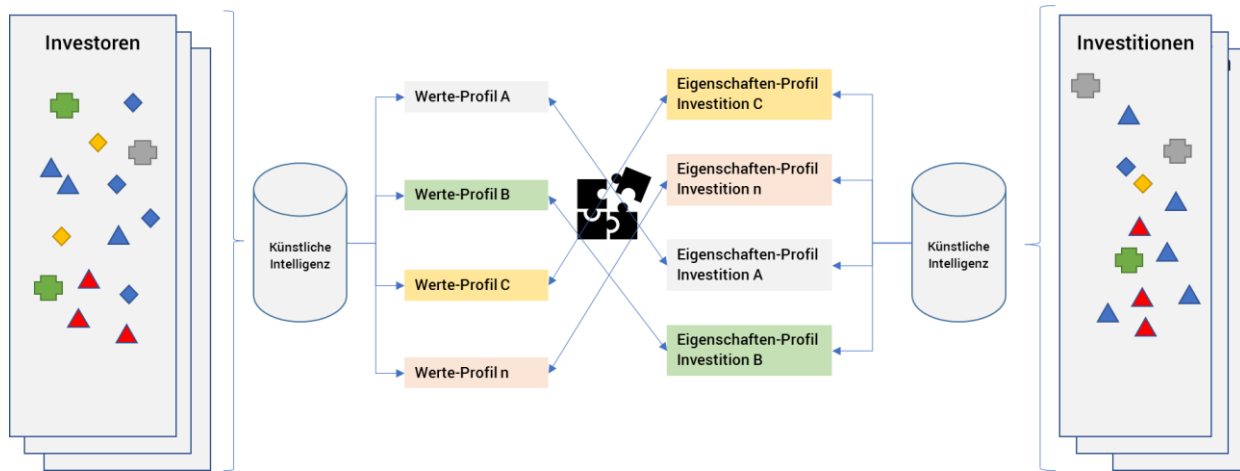 Investoren
Künstliche
Intelligenz
Werte-Profil A
Werte-Profil B
Werte-Profil C
Werte-Profil n
Eigenschaften-Profil
Investition C
Eigenschaften-Profil
Investition n
Eigenschaften-Profil
Investition A
Eigenschaften-Profil
Investition B
Künstliche
Intelligenz
Investitionen